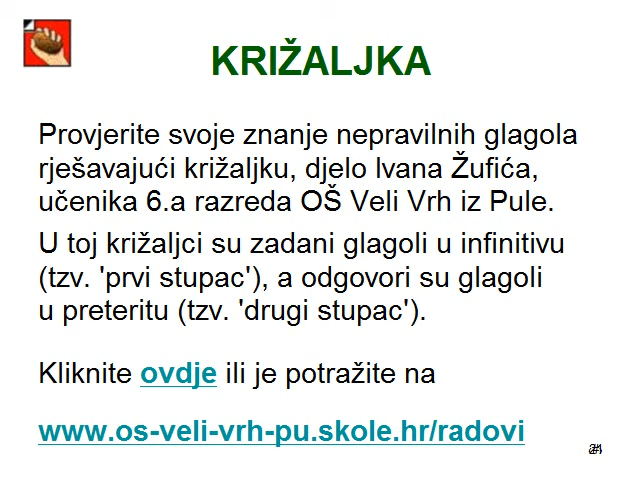 KRIŽALJKA
Provjerite svoje znanje nepravilnih glagola
rješavajući križaljku, djelo Ivana Žufića,
učenika 6.a razreda OŠ Veli Vrh iz Pule.
U toj križaljci su zadani glagoli u infinitivu
(tzv. 'prvi stupac'), a odgovori su glagoli
u preteritu (tzv. 'drugi stupac').
Kliknite ovdje ili je potražite na
www.os-veli-vrh-pu.skole.hr/radovi